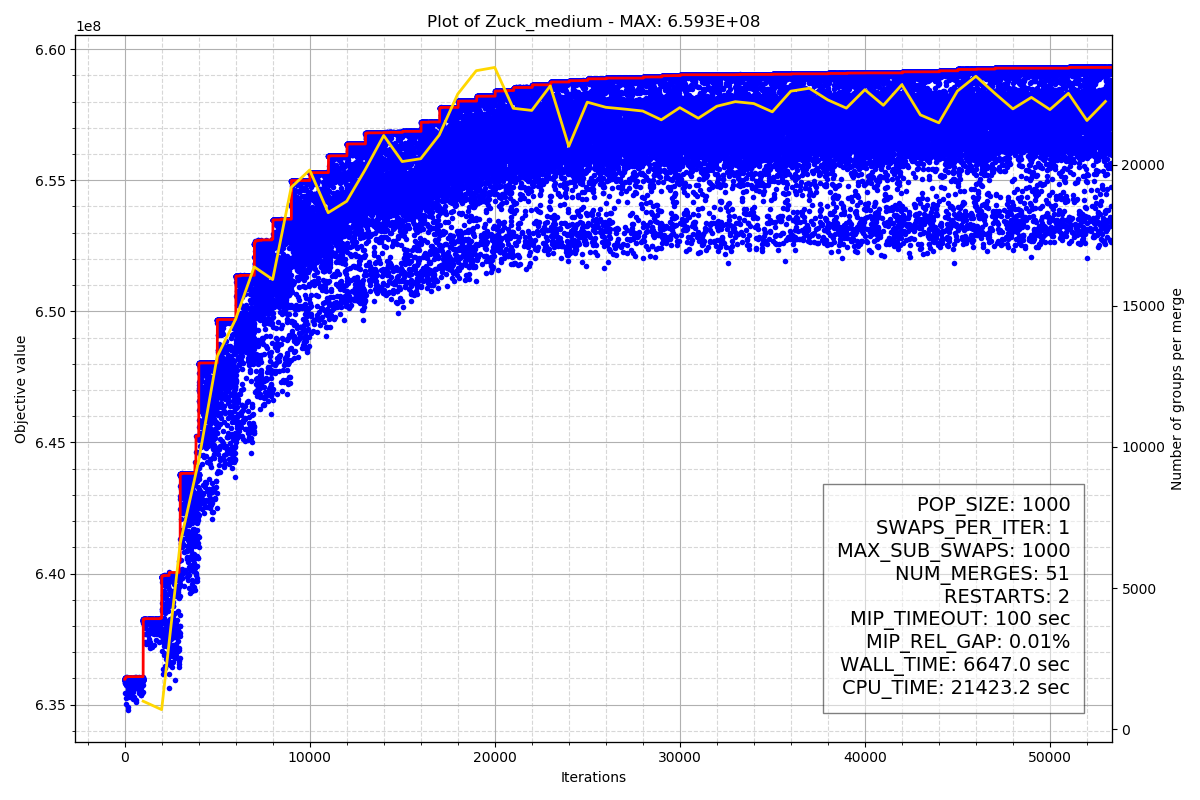 Plot of Zuck_medium - MAX: 6.593E+08
1e8
6.60
6.55
6.50
6.45
6.40
6.35
Objective value
20000
15000
10000
5000
0
Number of groups per merge
POP_SIZE: 1000
SWAPS_PER_ITER: 1
MAX_SUB_SWAPS: 1000
NUM_MERGES: 51
RESTARTS: 2
MIP_TIMEOUT: 100 sec
MIP_REL_GAP: 0.01%
WALL_TIME: 6647.0 sec
CPU_TIME: 21423.2 sec
0 10000 20000 30000 40000 50000
Iterations